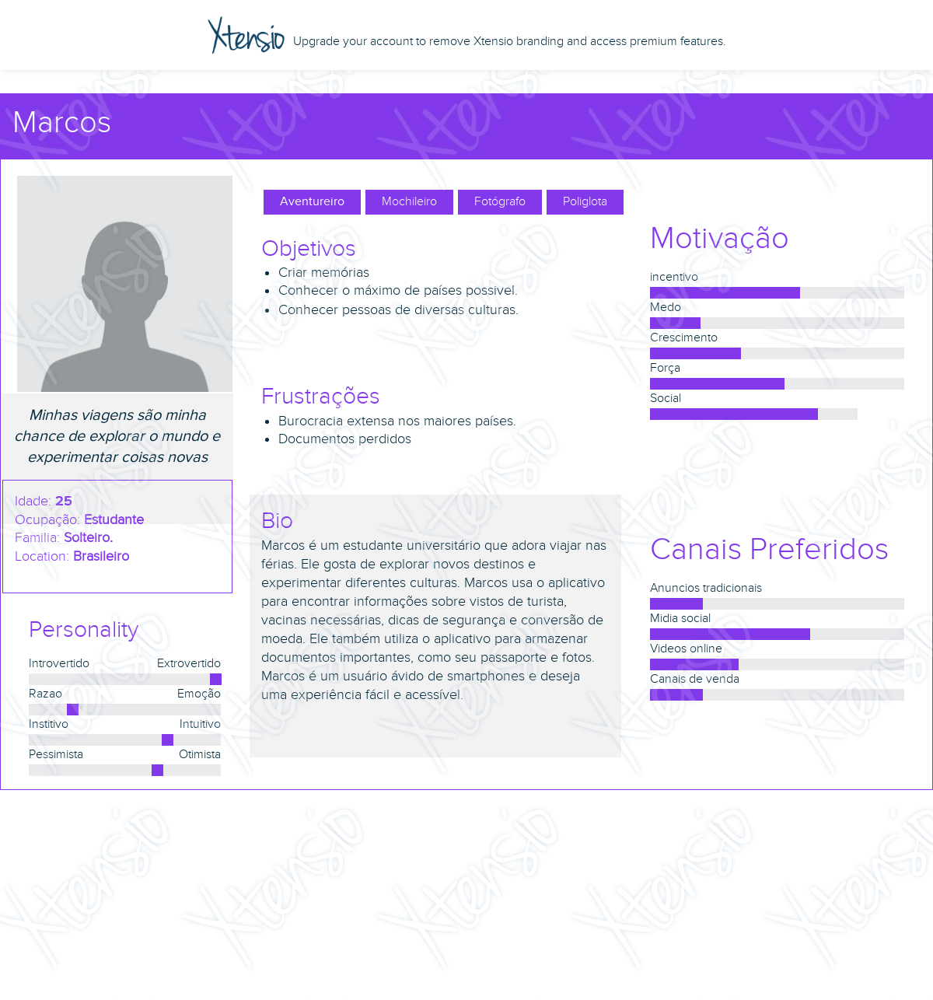 Xtensio Upgrade your account to remove Xtensio branding and access premium features.
Marcos
Minhas viagens são minha
chance de explorar o mundo e
experimentar coisas novas
Idade: 25
Ocupação: Estudante
Familia: Solteiro.
Location: Brasileiro
Personality
Introvertido Extrovertido
Razao Emoção
Institivo Intuitivo
Pessimista Otimista
Aventureiro Mochileiro Fotógrafo Poliglota
Objetivos
Criar memórias
Conhecer o máximo de países possivel.
Conhecer pessoas de diversas culturas.
Frustrações
Burocracia extensa nos maiores países.
Documentos perdidos
Bio
Marcos é um estudante universitário que adora viajar nas
férias. Ele gosta de explorar novos destinos e
experimentar diferentes culturas. Marcos usa o aplicativo
para encontrar informações sobre vistos de turista,
vacinas necessárias, dicas de segurança e conversão de
moeda. Ele também utiliza o aplicativo para armazenar
documentos importantes, como seu passaporte e fotos.
Marcos é um usuário ávido de smartphones e deseja
uma experiência fácil e acessível.
Motivação
incentivo
Medo
Crescimento
Força
Social
Canais Preferidos
Anuncios tradicionais
Midia social
Videos online
Canais de venda